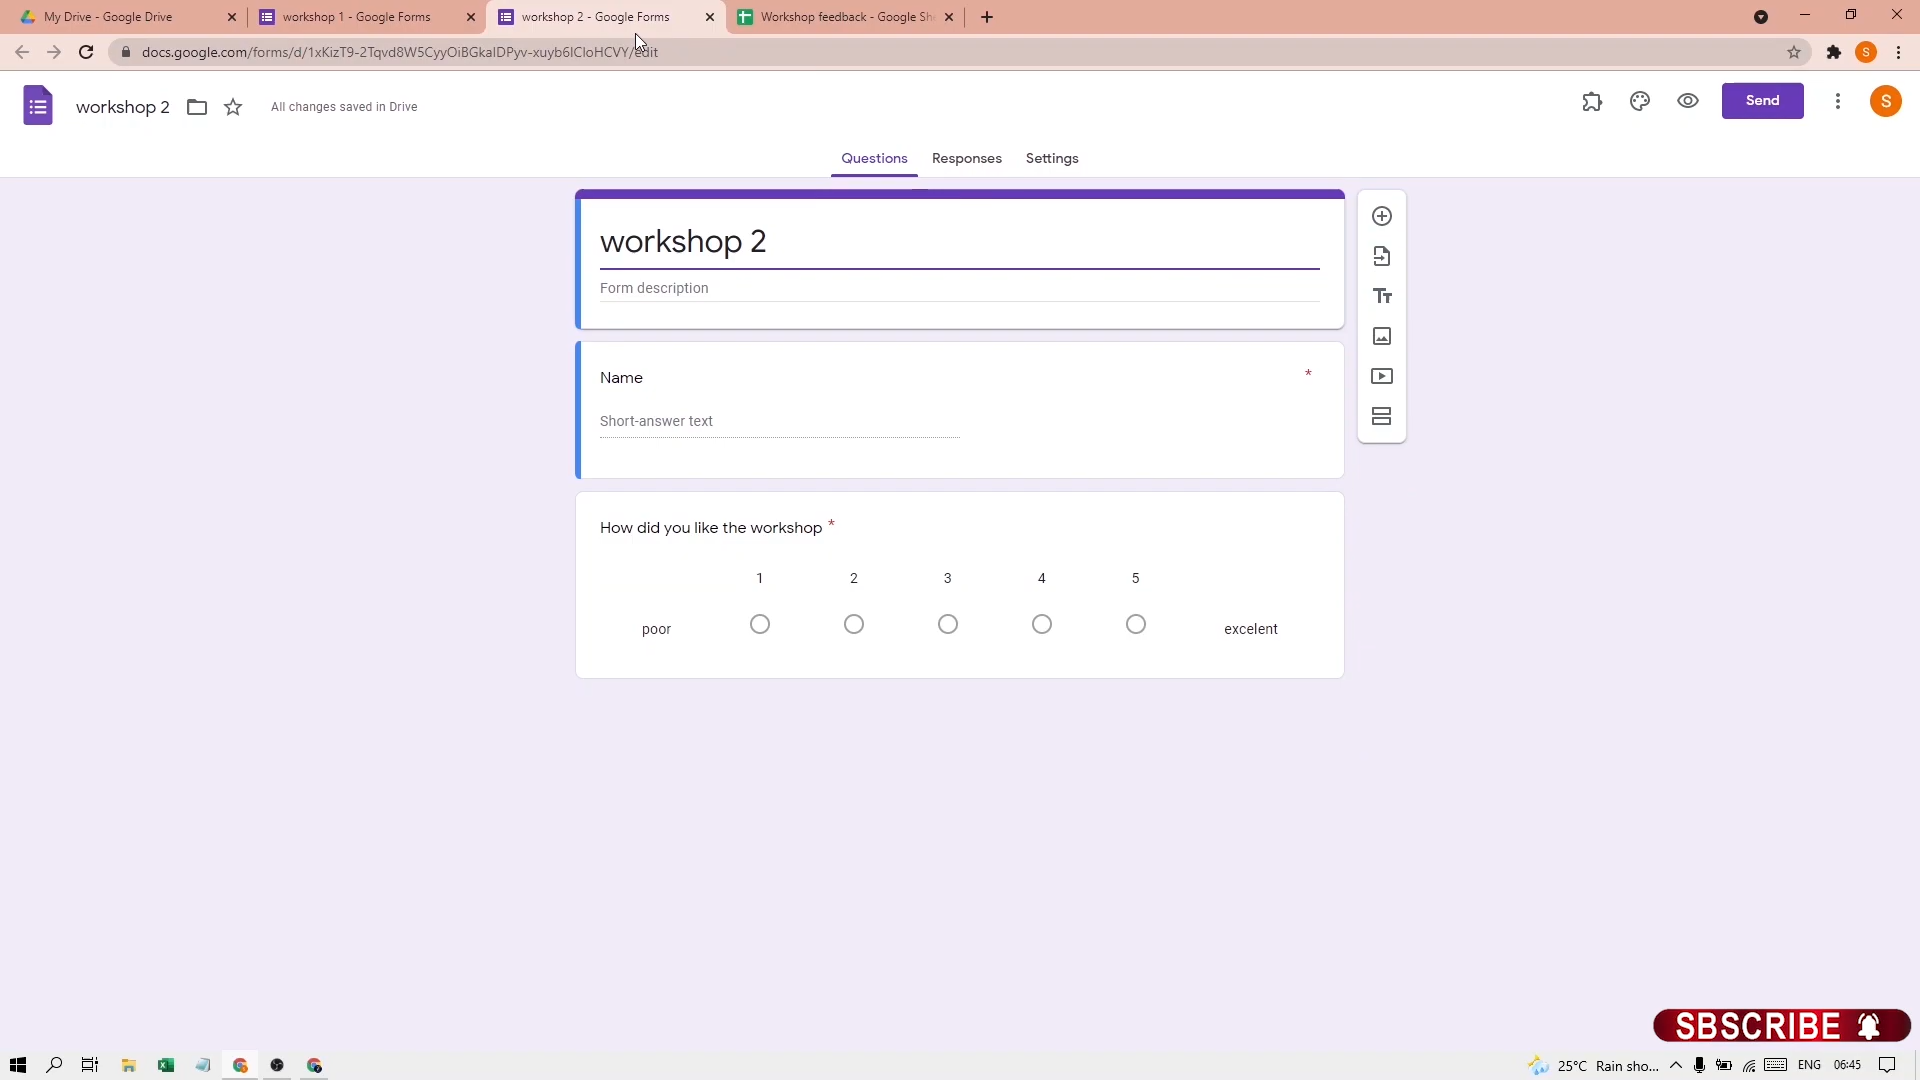 My Drive - Google Drive
workshop 1 - Google Forms
workshop 2 - Google Forms
Workshop feedback - Google She
docs.google.com/forms/d/1xKizT9-2Tqvd8W5CyyOiBGkaIDPyv-xuyb6ICIoHCVY/edit
S
workshop 2
All changes saved in Drive
Send
S
Questions Responses Settings
workshop 2
Form description
Name *
Short-answer text
How did you like the workshop *
1 2 3 4 5
poor excelent
SBSCRIBE
25°C Rain sho... ENG 06:45